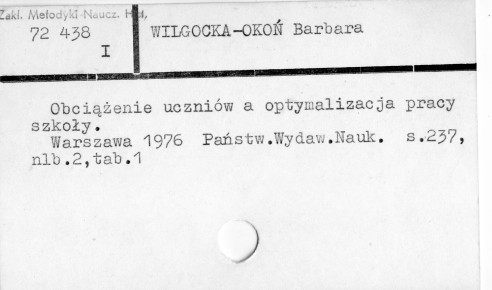 Zakł. Metodyki Naucz. Hist,
72 438
I
WILGOCKA-OKOŃ Barbara
Obciążenie uczniów a optymalizacja pracy
szkoły.
Warszawa 1976 Państw.Wydaw.Nauk. s.237,
nlb.2,tab.1